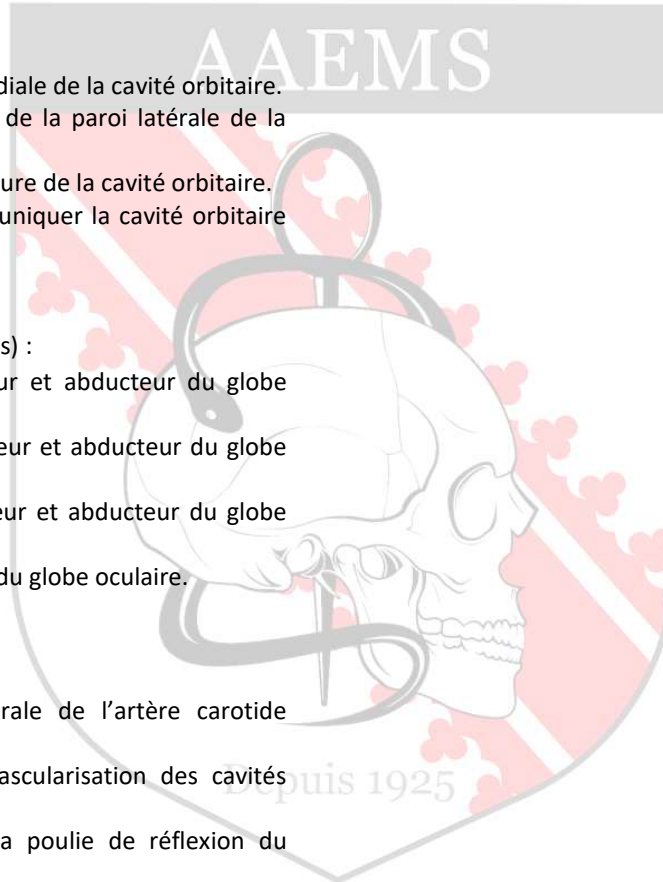 AAEMS
diale de la cavité orbitaire.
de la paroi latérale de la
ure de la cavité orbitaire.
uniquer la cavité orbitaire
s) :
ur et abducteur du globe
eur et abducteur du globe
eur et abducteur du globe
du globe oculaire.
rale de l’artère carotide
ascularisation des cavités
Depuis 1925
a poulie de réflexion du